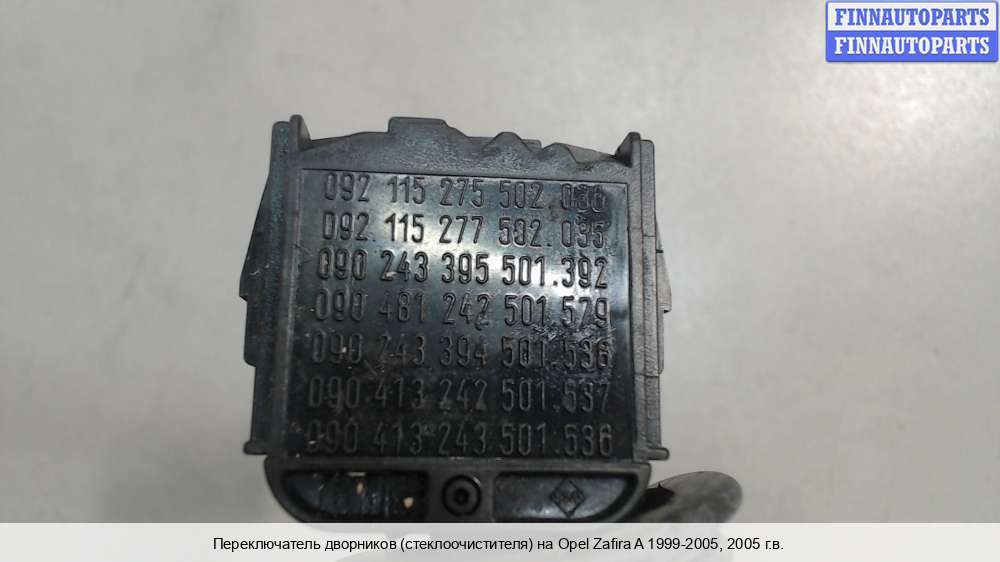 FINNAUTOPARTS
FINNAUTOPARTS
092 115 275 502.036
092.115 277 502.035
090 243 395 501.392
090 481 242 501.579
090 243 394 501.536
090.413 242 501.537
090 413 243 501.536
Переключатель дворников (стеклоочистителя) на Opel Zafira A 1999-2005, 2005 г.в.